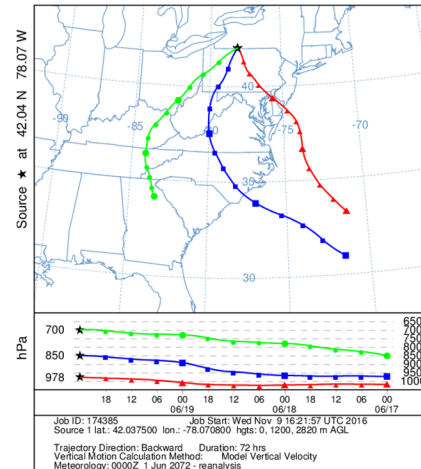 Source ★ at 42.04 N 78.07 W
-90
-85
40
-75
-70
35
30
hPa
700
850
978
650
700
750
800
850
900
950
1000
18 12 06 00 18 12 06 00 18 12 06 00
06/19 06/18 06/17
Job ID: 174385 Job Start: Wed Nov 9 16:21:57 UTC 2016
Source 1 lat.: 42.037500 lon.: -78.070800 hgts: 0, 1200, 2820 m AGL
Trajectory Direction: Backward Duration: 72 hrs
Vertical Motion Calculation Method: Model Vertical Velocity
Meteorology: 0000Z 1 Jun 2072 - reanalysis